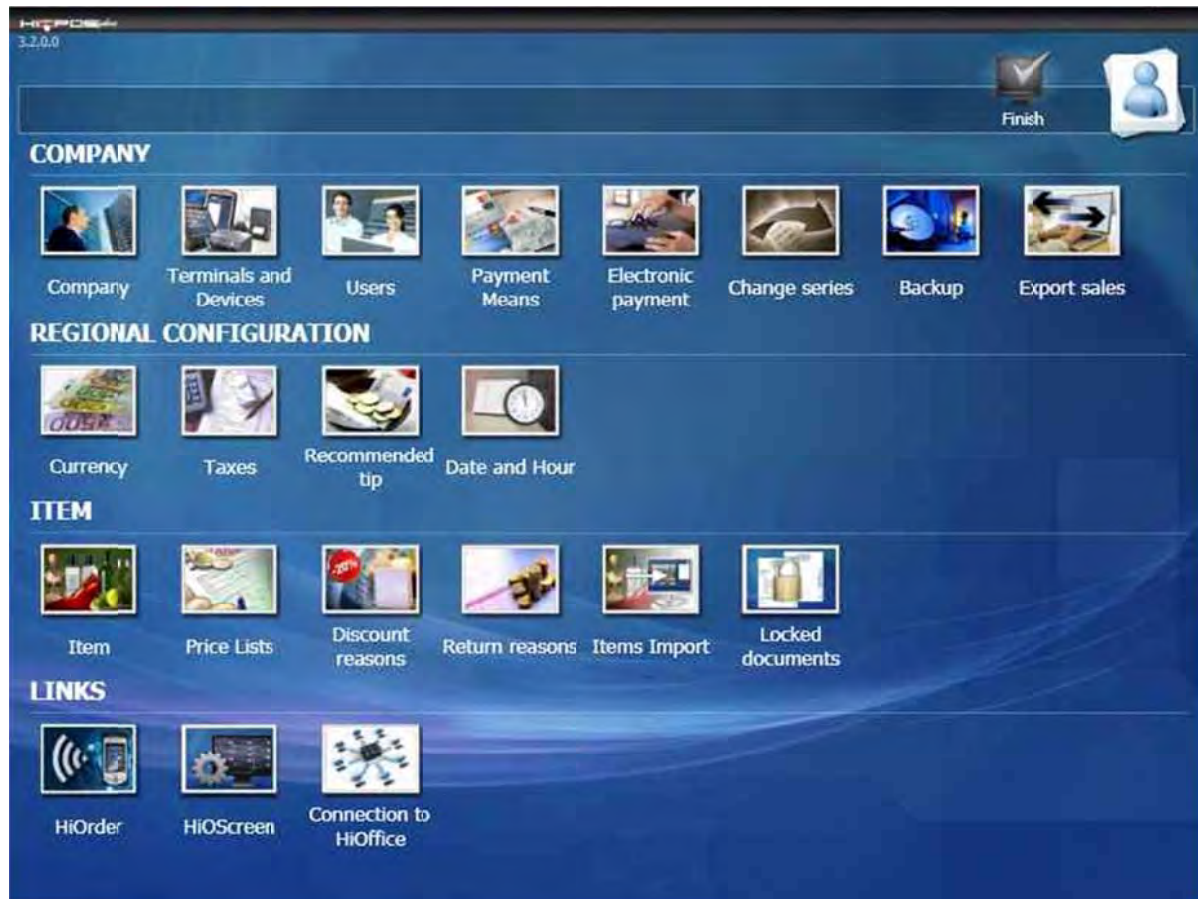 HIOPOS
3.2.0.0
Finish
COMPANY
Company
Terminals and
Devices
Users
Payment
Means
Electronic
payment
Change series
Backup
Export sales
REGIONAL CONFIGURATION
Currency
Taxes
Recommended
tip
Date and Hour
ITEM
-20%
Item
Price Lists
Discount
reasons
Return reasons
Items Import
Locked
documents
LINKS
HiOrder
HiOScreen
Connection to
HiOffice